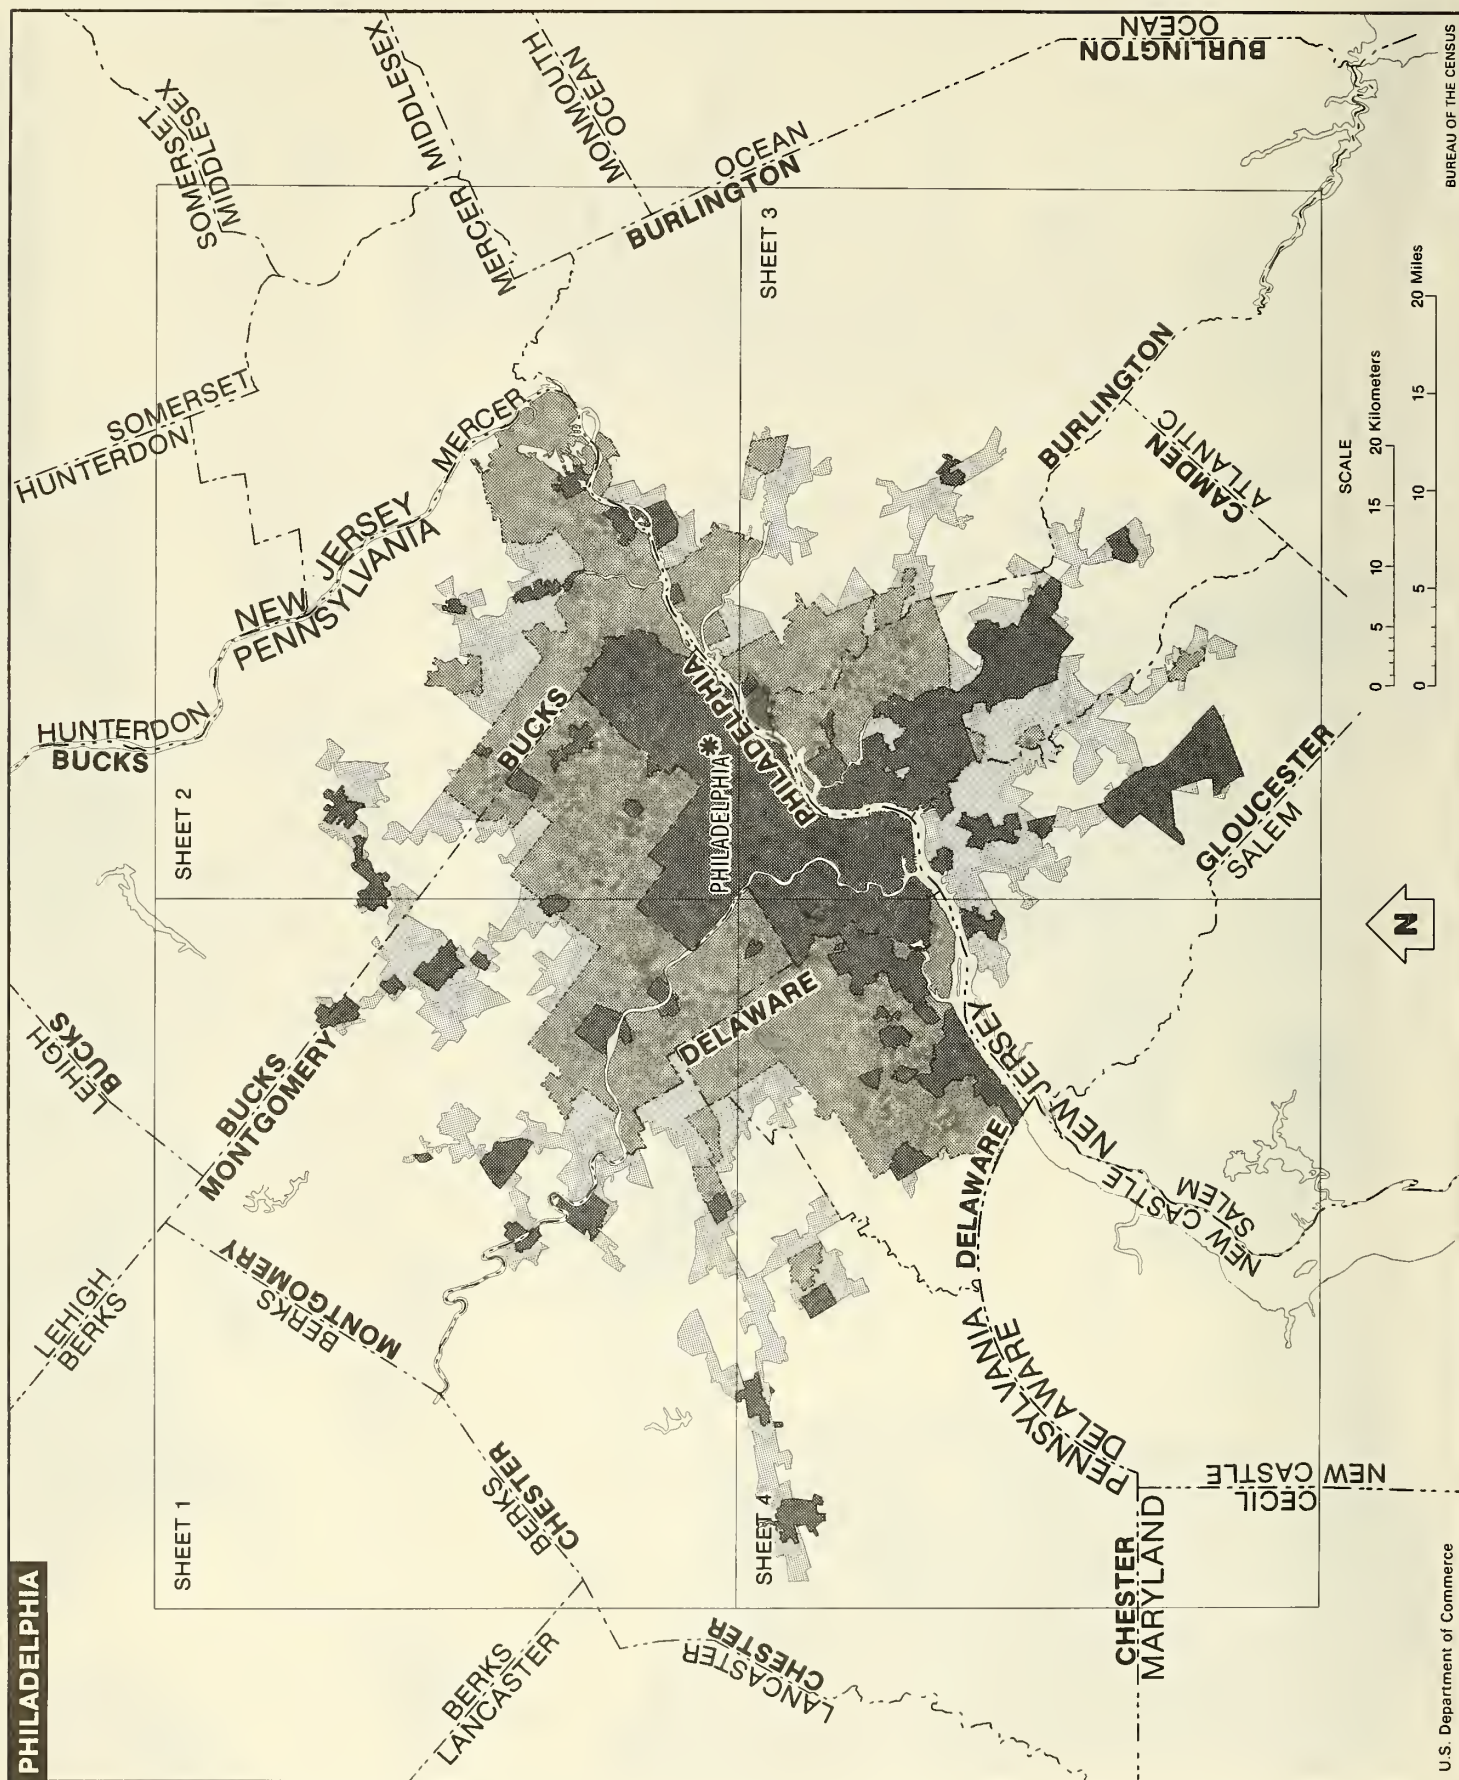 PHILADELPHIA
LEHIGH
BERKS
LEHIGH
BUCKS
HUNTERDON
BUCKS
HUNTERDON
SOMERSET
SOMERSET
MIDDLESEX
BERKS
MONTGOMERY
BUCKS
MONTGOMERY
NEW JERSEY
PENNSYLVANIA
MERCER
MERCER MIDDLESEX
MONMOUTH
OCEAN
SHEET 1
SHEET 2
BERKS
CHESTER
BERKS
LANCASTER
BUCKS
BURLINGTON
OCEAN
PHILADELPHIA
PHILADELPHIA
DELAWARE
LANCASTER
CHESTER
SHEET 4
SHEET 3
DELAWARE
PENNSYLVANIA
DELAWARE
NEW JERSEY
NEW CASTLE
NEW CASTLE
SALEM
GLOUCESTER
SALEM
CAMDEN
ATLANTIC
BURLINGTON
BURLINGTON
OCEAN
CHESTER
MARYLAND
CECIL
NEW CASTLE
N
SCALE
0 5 10 15 20 Kilometers
0 5 10 15 20 Miles
U.S. Department of Commerce
BUREAU OF THE CENSUS